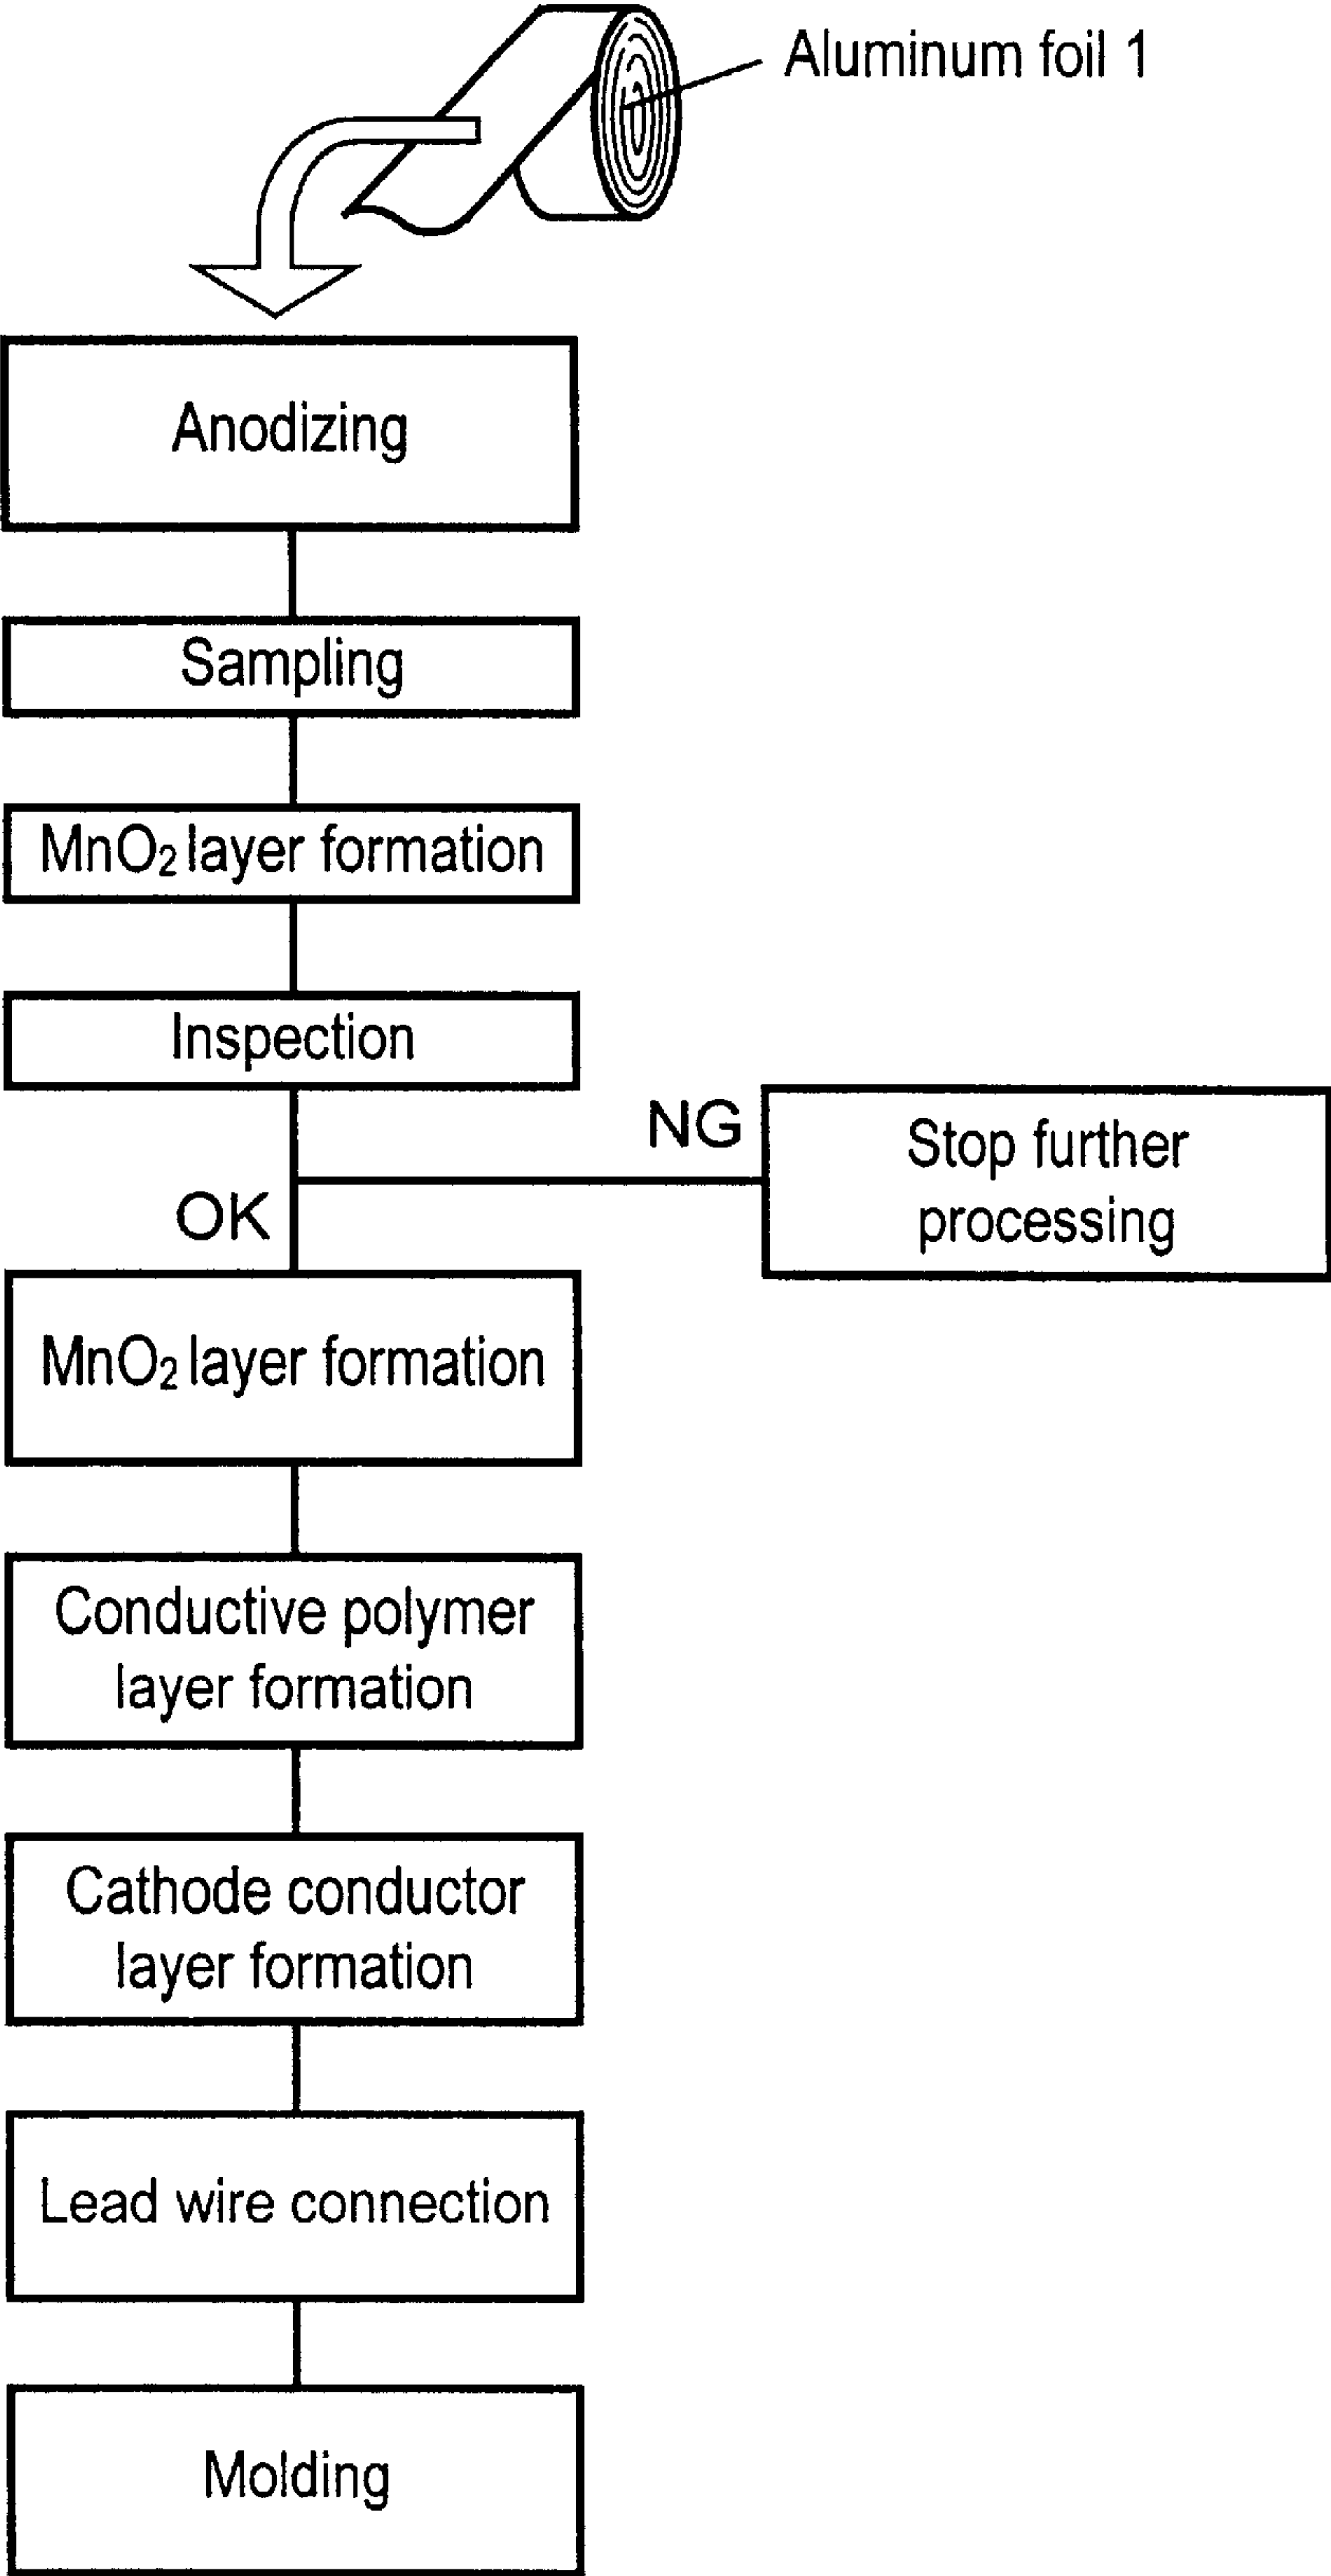 Aluminum foil 1
Anodizing
Sampling
MnO₂ layer formation
Inspection
NG
Stop further
processing
OK
MnO₂ layer formation
Conductive polymer
layer formation
Cathode conductor
layer formation
Lead wire connection
Molding